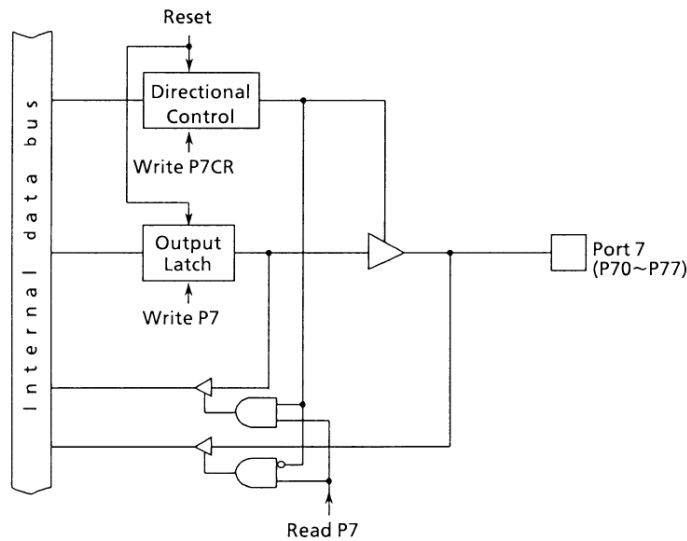 Reset
Directional
Control
Write P7CR
Internal data bus
Output
Latch
Write P7
Port 7
(P70~P77)
Read P7